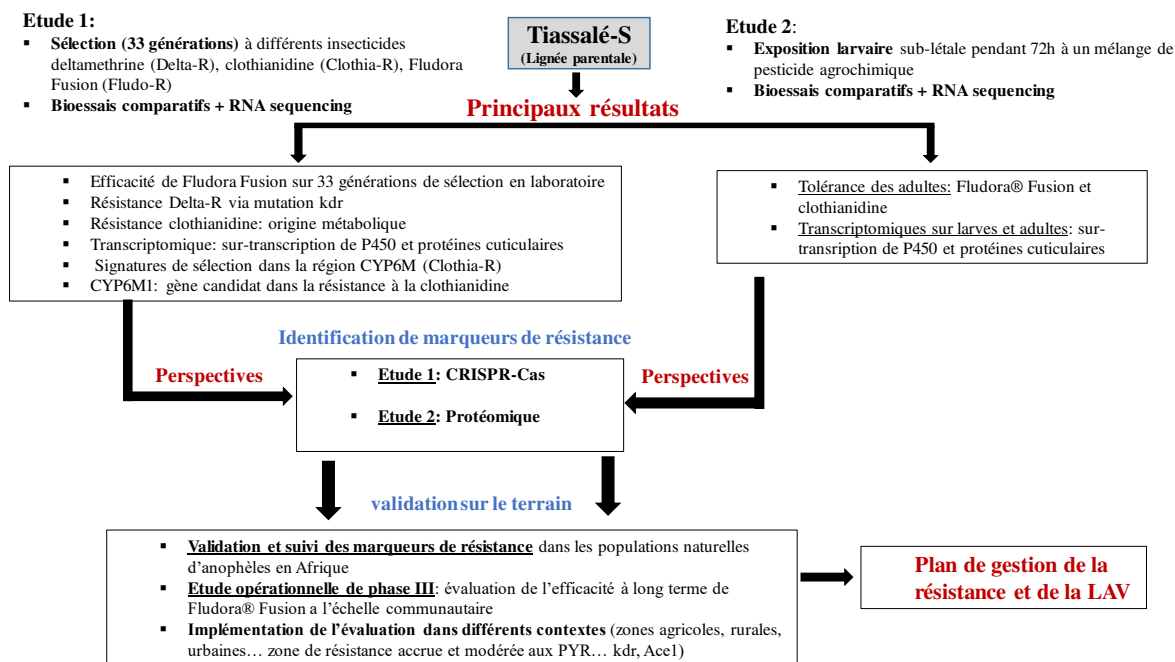 Etude 1:
▪ Sélection (33 générations) à différents insecticides
deltamethrine (Delta-R), clothianidine (Clothia-R), Fludora
Fusion (Fludo-R)
▪ Bioessais comparatifs + RNA sequencing
Tiassalé-S
(Lignée parentale)
Etude 2:
▪ Exposition larvaire sub-létale pendant 72h à un mélange de
pesticide agrochimique
▪ Bioessais comparatifs + RNA sequencing
Principaux résultats
▪ Efficacité de Fludora Fusion sur 33 générations de sélection en laboratoire
▪ Résistance Delta-R via mutation kdr
▪ Résistance clothianidine: origine métabolique
▪ Transcriptomique: sur-transcription de P450 et protéines cuticulaires
▪ Signatures de sélection dans la région CYP6M (Clothia-R)
▪ CYP6M1: gène candidat dans la résistance à la clothianidine
▪ Tolérance des adultes: Fludora® Fusion et
clothianidine
▪ Transcriptomiques sur larves et adultes: sur-
transription de P450 et protéines cuticulaires
Identification de marqueurs de résistance
Perspectives
▪ Etude 1: CRISPR-Cas
▪ Etude 2: Protéomique
Perspectives
validation sur le terrain
▪ Validation et suivi des marqueurs de résistance dans les populations naturelles
d'anophèles en Afrique
▪ Etude opérationnelle de phase III: évaluation de l'efficacité à long terme de
Fludora® Fusion a l'échelle communautaire
▪ Implémentation de l'évaluation dans différents contextes (zones agricoles, rurales,
urbaines… zone de résistance accrue et modérée aux PYR… kdr, Ace1)
Plan de gestion de la
résistance et de la LAV